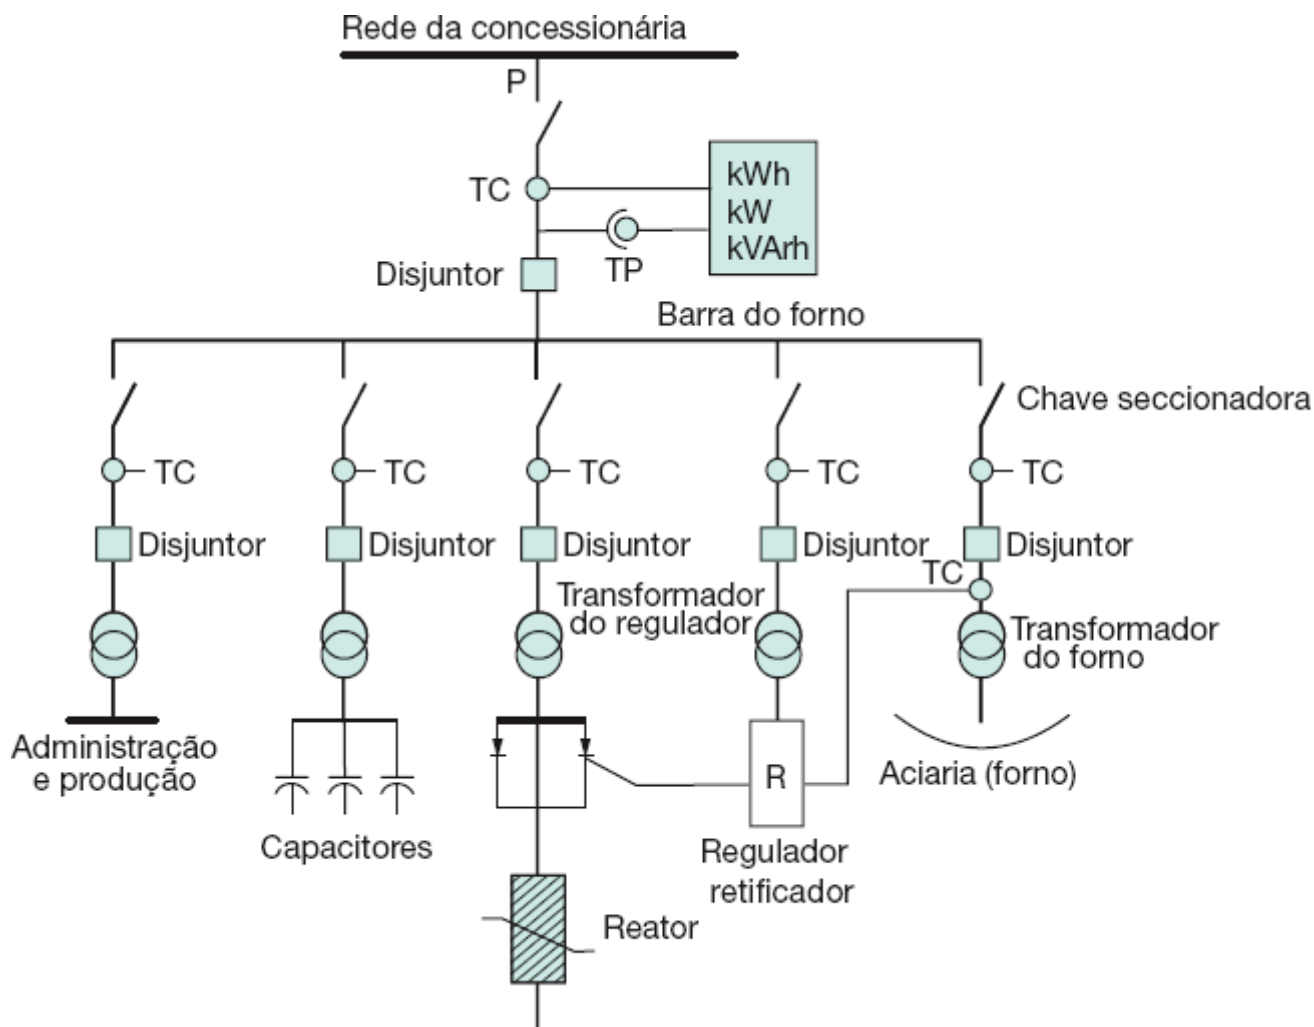 Rede da concessionária
P
TC
kWh
kW
kVArh
TP
Disjuntor
Barra do forno
Chave seccionadora
TC
TC
TC
TC
TC
Disjuntor
Disjuntor
Disjuntor
Disjuntor
Disjuntor
TC
Transformador
do regulador
Transformador
do forno
Administração
e produção
Capacitores
R
Regulador
retificador
Aciaria (forno)
Reator